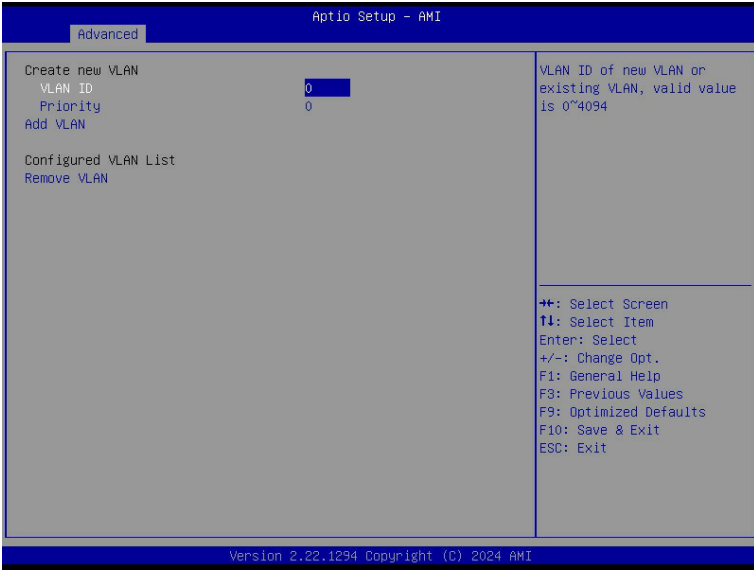 Aptio Setup – AMI
Advanced
Create new VLAN
VLAN ID 0
Priority 0
Add VLAN
Configured VLAN List
Remove VLAN
VLAN ID of new VLAN or
existing VLAN, valid value
is 0~4094
→←: Select Screen
↑↓: Select Item
Enter: Select
+/-: Change Opt.
F1: General Help
F3: Previous Values
F9: Optimized Defaults
F10: Save & Exit
ESC: Exit
Version 2.22.1294 Copyright (C) 2024 AMI